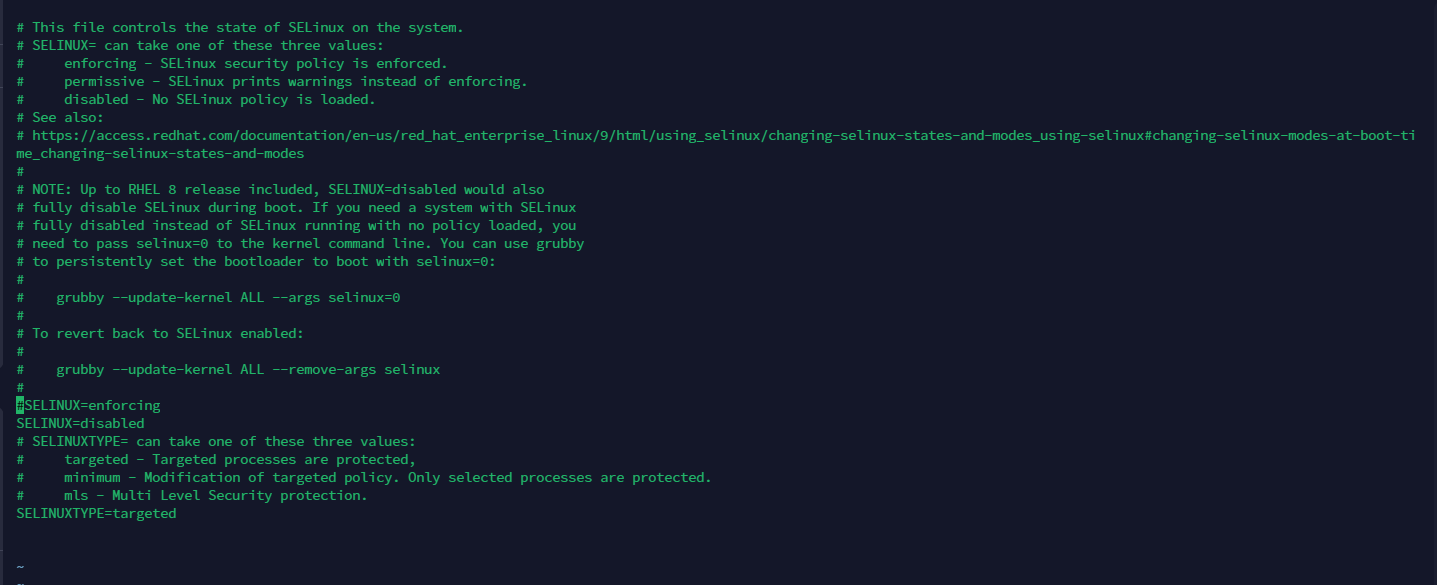 # This file controls the state of SELinux on the system.
# SELINUX= can take one of these three values:
#     enforcing - SELinux security policy is enforced.
#     permissive - SELinux prints warnings instead of enforcing.
#     disabled - No SELinux policy is loaded.
# See also:
# https://access.redhat.com/documentation/en-us/red_hat_enterprise_linux/9/html/using_selinux/changing-selinux-states-and-modes_using-selinux#changing-selinux-modes-at-boot-ti
me_changing-selinux-states-and-modes
#
# NOTE: Up to RHEL 8 release included, SELINUX=disabled would also
# fully disable SELinux during boot. If you need a system with SELinux
# fully disabled instead of SELinux running with no policy loaded, you
# need to pass selinux=0 to the kernel command line. You can use grubby
# to persistently set the bootloader to boot with selinux=0:
#
#    grubby --update-kernel ALL --args selinux=0
#
# To revert back to SELinux enabled:
#
#    grubby --update-kernel ALL --remove-args selinux
#
#SELINUX=enforcing
SELINUX=disabled
# SELINUXTYPE= can take one of these three values:
#     targeted - Targeted processes are protected,
#     minimum - Modification of targeted policy. Only selected processes are protected.
#     mls - Multi Level Security protection.
SELINUXTYPE=targeted
~
~